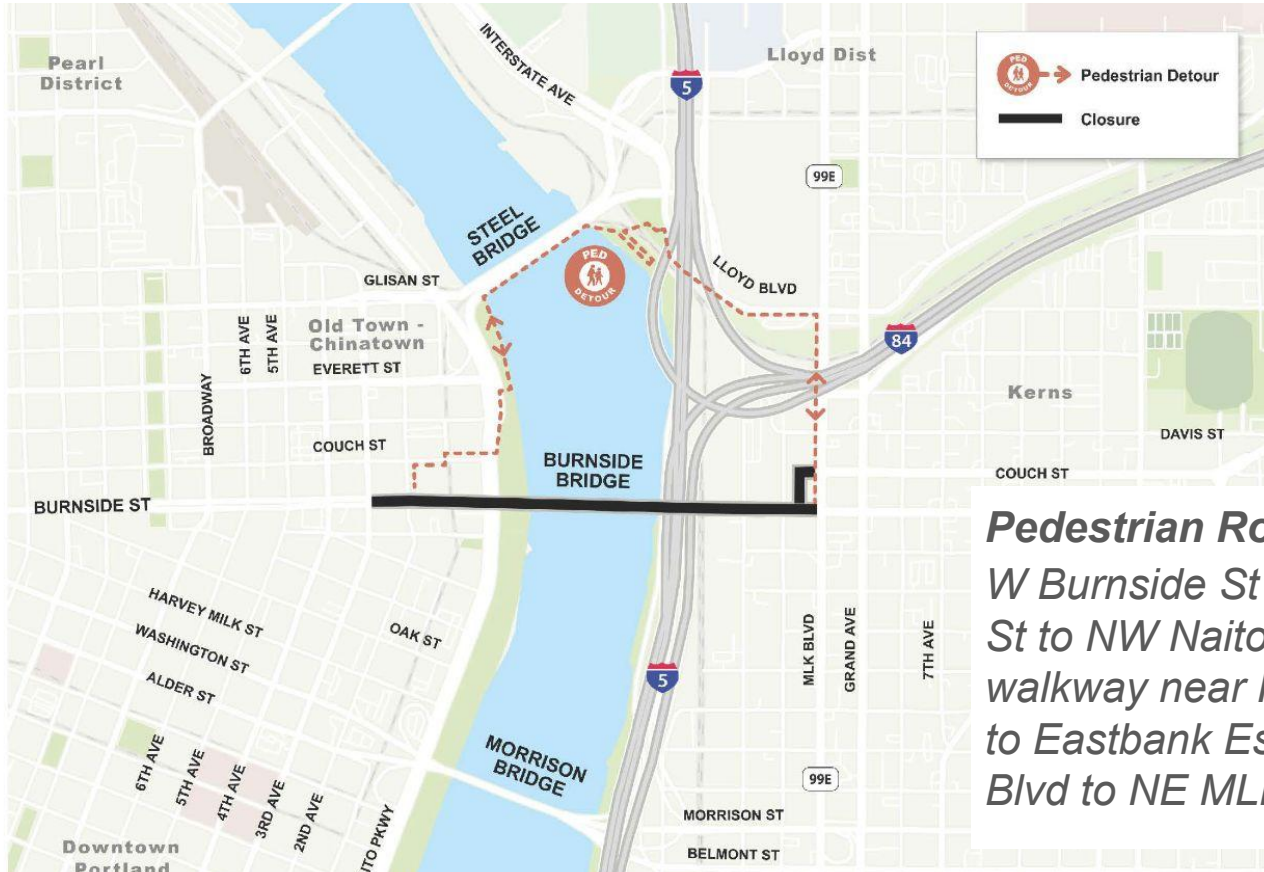 Pearl
District
INTERSTATE AVE
5
Lloyd Dist
PED
DETOUR
Pedestrian Detour
Closure
99E
STEEL
BRIDGE
PED
DETOUR
GLISAN ST
LLOYD BLVD
6TH AVE
5TH AVE
Old Town -
Chinatown
84
EVERETT ST
Kerns
BROADWAY
COUCH ST
DAVIS ST
BURNSIDE
BRIDGE
COUCH ST
BURNSIDE ST
Pedestrian Ro
W Burnside St
St to NW Naito
walkway near
to Eastbank Es
Blvd to NE ML
HARVEY MILK ST
WASHINGTON ST
ALDER ST
OAK ST
MLK BLVD
GRAND AVE
7TH AVE
5
6TH AVE
5TH AVE
4TH AVE
3RD AVE
2ND AVE
MORRISON
BRIDGE
99E
MORRISON ST
BELMONT ST
ITO PKWY
Downtown
Portland